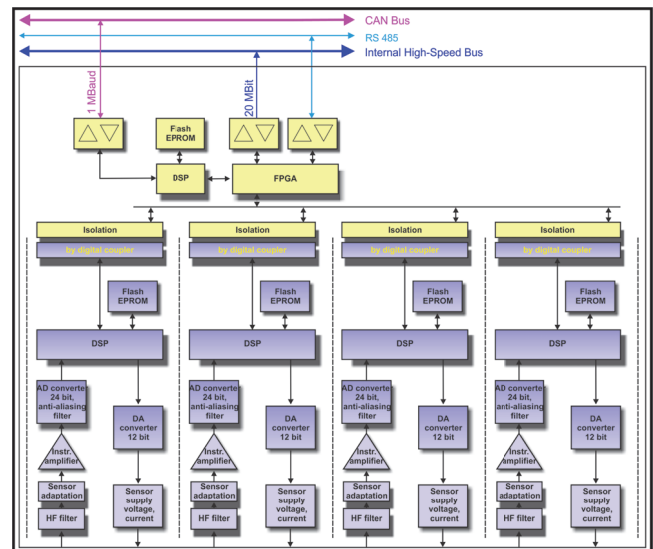 CAN Bus
RS 485
Internal High-Speed Bus
1 MBaud
20 MBit
Flash
EPROM
DSP
FPGA
Isolation
by digital coupler
Isolation
by digital coupler
Isolation
by digital coupler
Isolation
by digital coupler
Flash
EPROM
Flash
EPROM
Flash
EPROM
Flash
EPROM
DSP
DSP
DSP
DSP
AD converter
24 bit,
anti-aliasing
filter
DA
converter
12 bit
AD converter
24 bit,
anti-aliasing
filter
DA
converter
12 bit
AD converter
24 bit,
anti-aliasing
filter
DA
converter
12 bit
AD converter
24 bit,
anti-aliasing
filter
DA
converter
12 bit
Instr.
amplifier
Instr.
amplifier
Instr.
amplifier
Instr.
amplifier
Sensor
adaptation
Sensor
supply
voltage,
current
Sensor
adaptation
Sensor
supply
voltage,
current
Sensor
adaptation
Sensor
supply
voltage,
current
Sensor
adaptation
Sensor
supply
voltage,
current
HF filter
HF filter
HF filter
HF filter